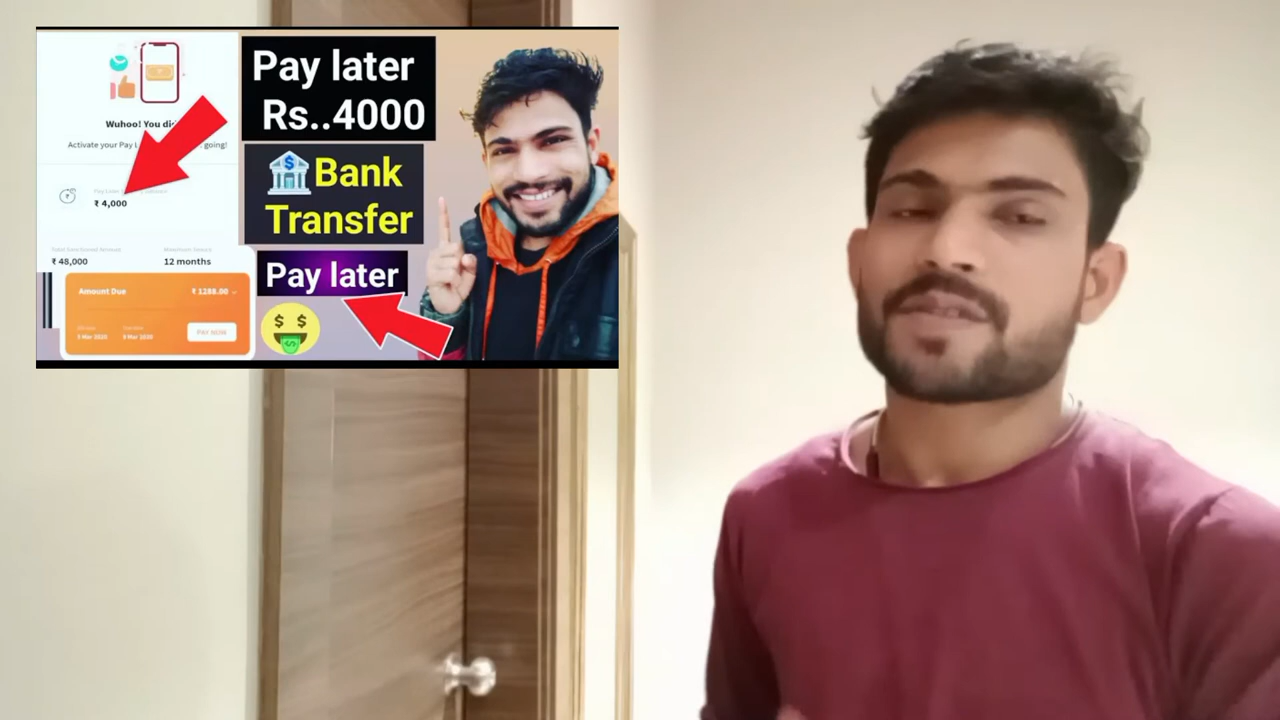 Wuhoo! You di
Activate your Pay L
going!
₹ 4,000
₹ 48,000
12 months
Amount Due
₹ 1288.00
PAY NOW
Pay later
Rs..4000
Bank
Transfer
Pay later